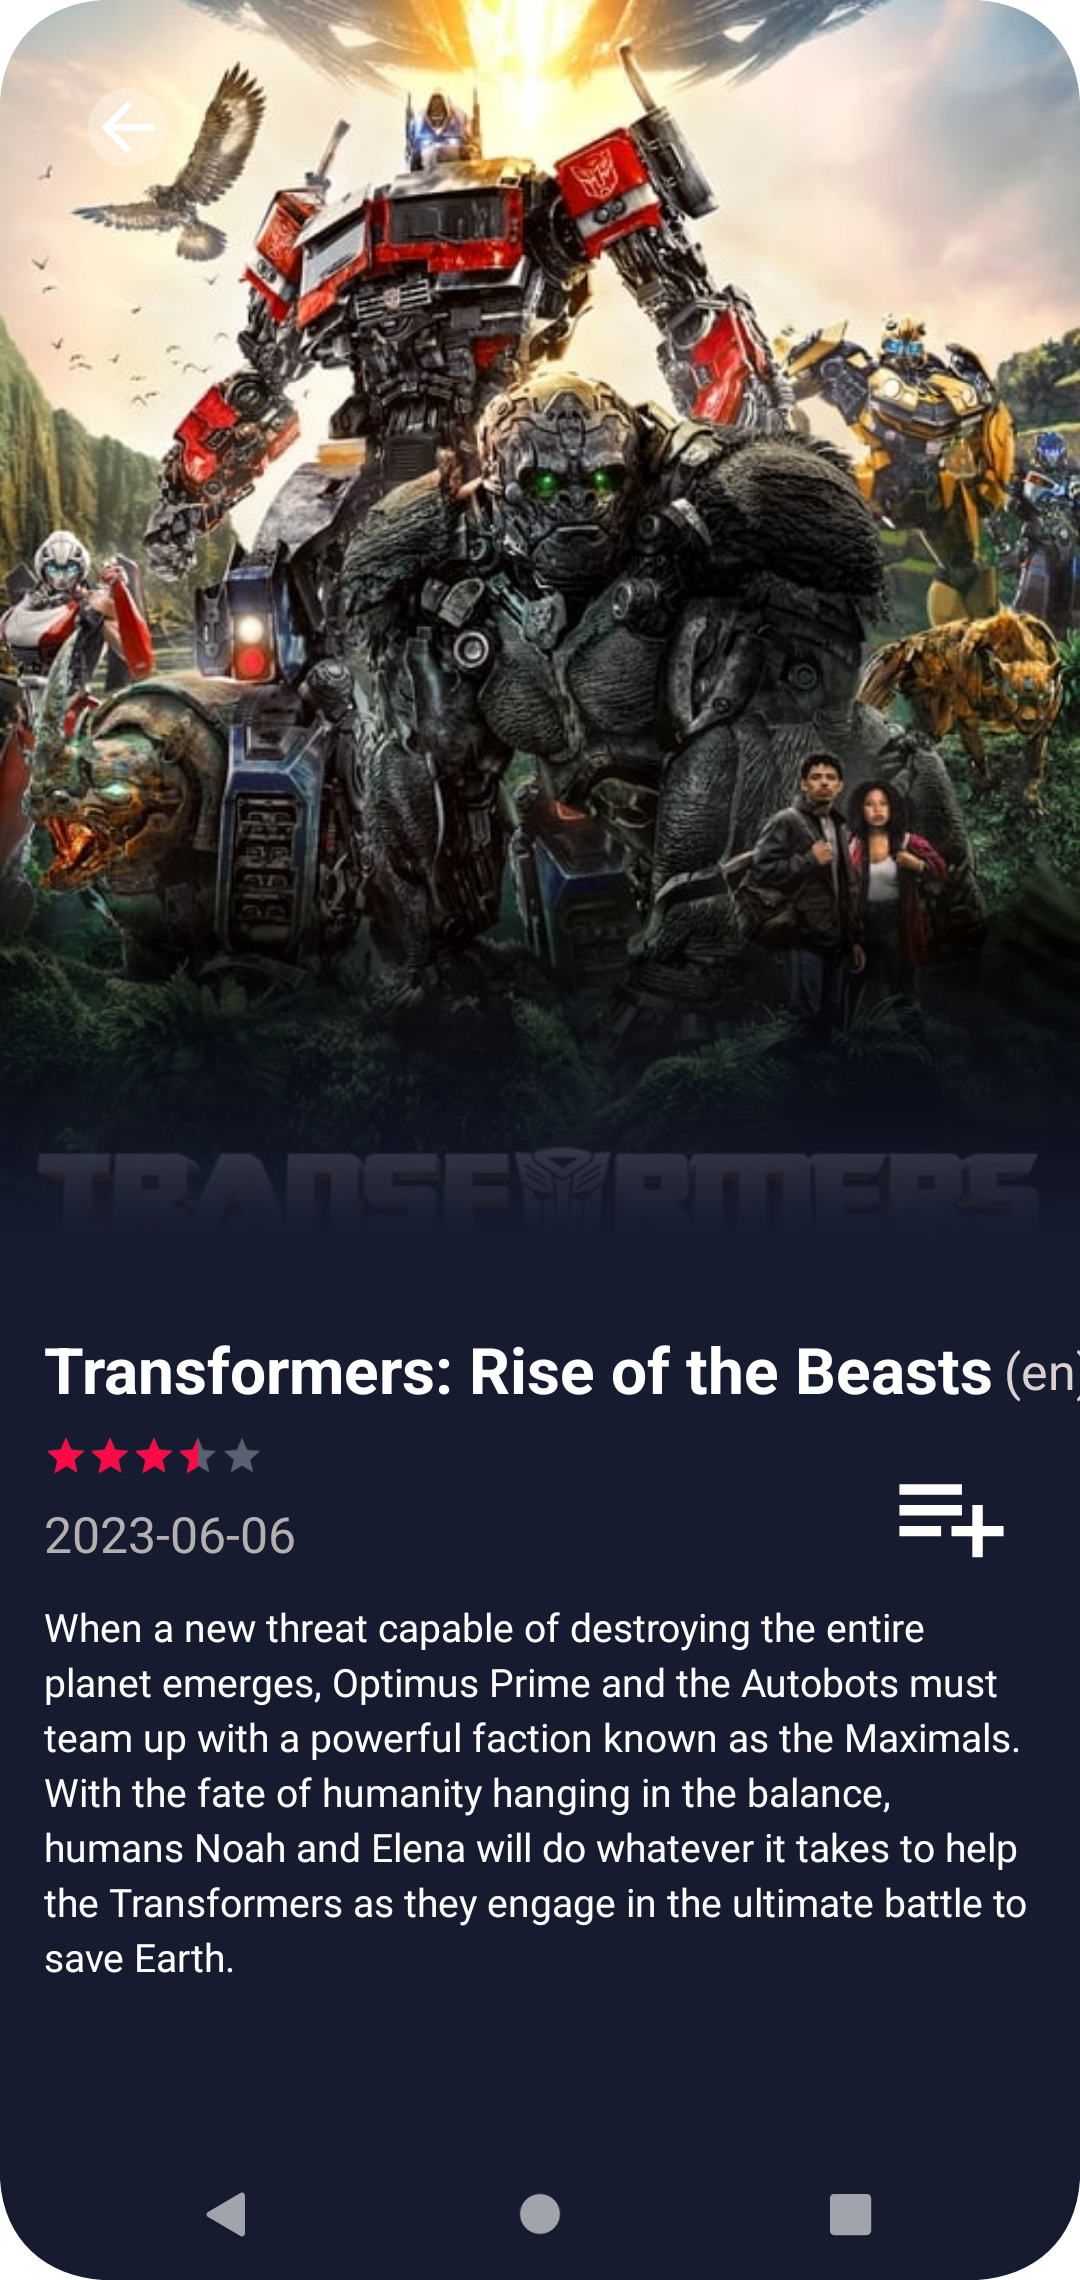 TRANSFORMERS
Transformers: Rise of the Beasts (en)
2023-06-06
When a new threat capable of destroying the entire
planet emerges, Optimus Prime and the Autobots must
team up with a powerful faction known as the Maximals.
With the fate of humanity hanging in the balance,
humans Noah and Elena will do whatever it takes to help
the Transformers as they engage in the ultimate battle to
save Earth.